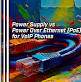 Power Supply vs
Power Over Ethernet (PoE)
for VoIP Phones